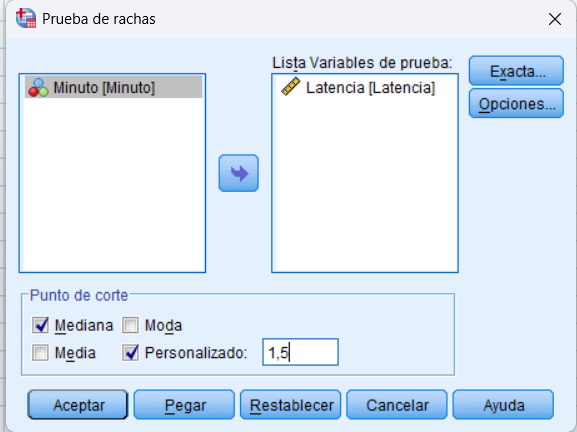 Prueba de rachas
Lista Variables de prueba:
Minuto [Minuto]
Latencia [Latencia]
Exacta...
Opciones...
Punto de corte
Mediana
Moda
Media
Personalizado:
1,5
Aceptar
Pegar
Restablecer
Cancelar
Ayuda